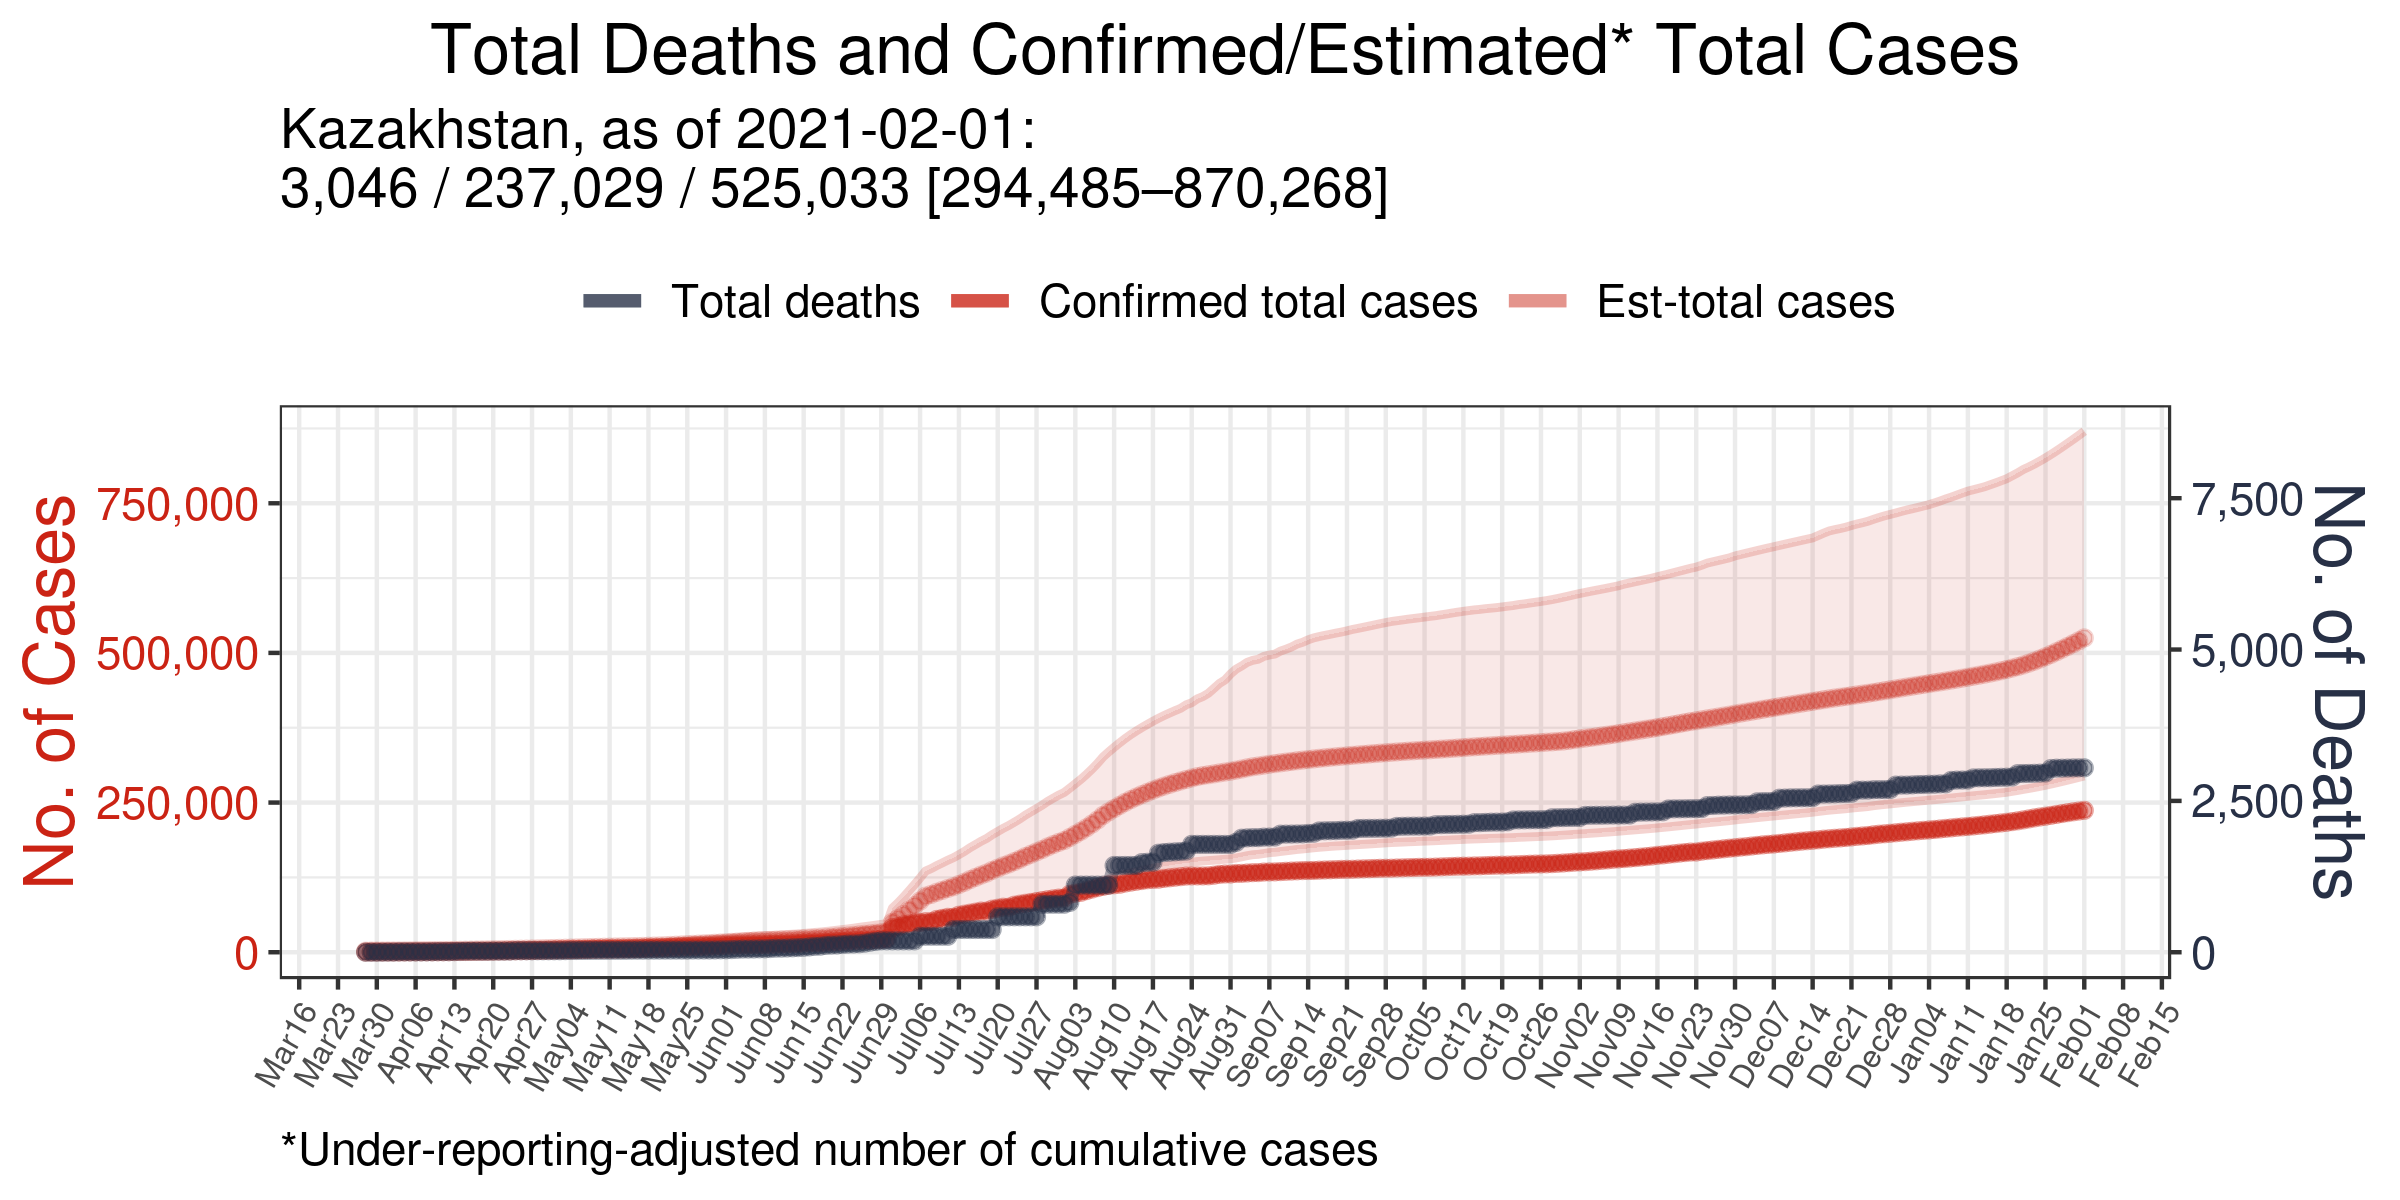 Total Deaths and Confirmed/Estimated* Total Cases
Kazakhstan, as of 2021-02-01:
3,046 / 237,029 / 525,033 [294,485–870,268]
Total deaths
Confirmed total cases
Est-total cases
No. of Cases
750,000
500,000
250,000
0
7,500
5,000
2,500
0
No. of Deaths
Mar16
Mar23
Mar30
Apr06
Apr13
Apr20
Apr27
May04
May11
May18
May25
Jun01
Jun08
Jun15
Jun22
Jun29
Jul06
Jul13
Jul20
Jul27
Aug03
Aug10
Aug17
Aug24
Aug31
Sep07
Sep14
Sep21
Sep28
Oct05
Oct12
Oct19
Oct26
Nov02
Nov09
Nov16
Nov23
Nov30
Dec07
Dec14
Dec21
Dec28
Jan04
Jan11
Jan18
Jan25
Feb01
Feb08
Feb15
*Under-reporting-adjusted number of cumulative cases